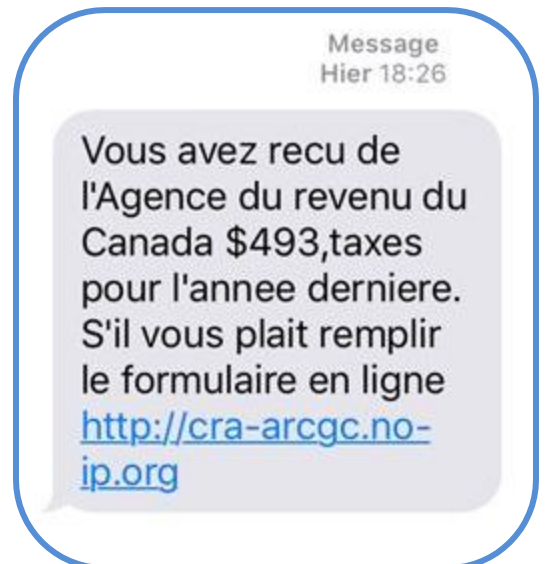 Message
Hier 18:26
Vous avez recu de
l'Agence du revenu du
Canada $493,taxes
pour l'annee derniere.
S'il vous plait remplir
le formulaire en ligne
http://cra-arcgc.no-
ip.org